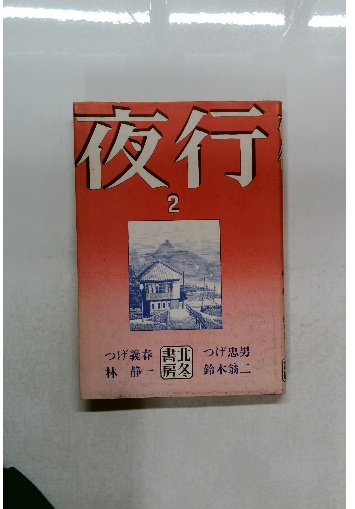 夜行
2
つげ義春
林 静一
北冬書房
つげ忠男
鈴木翁二